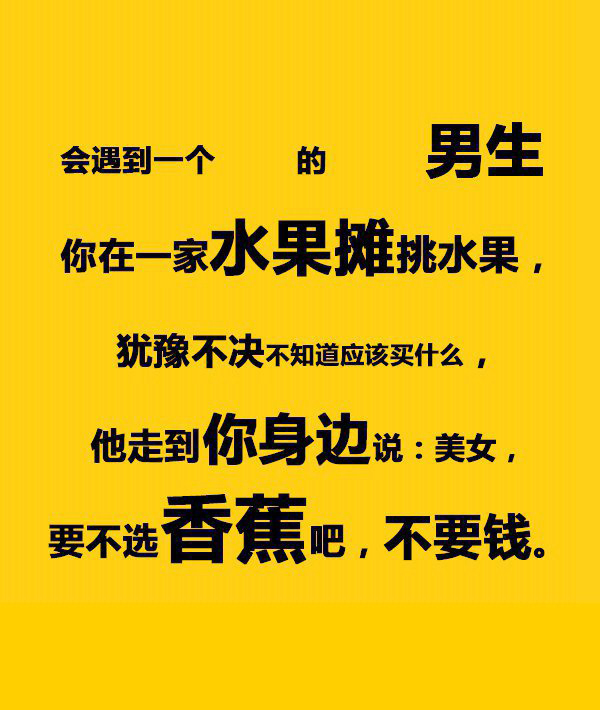 会遇到一个 的 男生
你在一家水果摊挑水果，
犹豫不决不知道应该买什么，
他走到你身边说：美女，
要不选香蕉吧，不要钱。